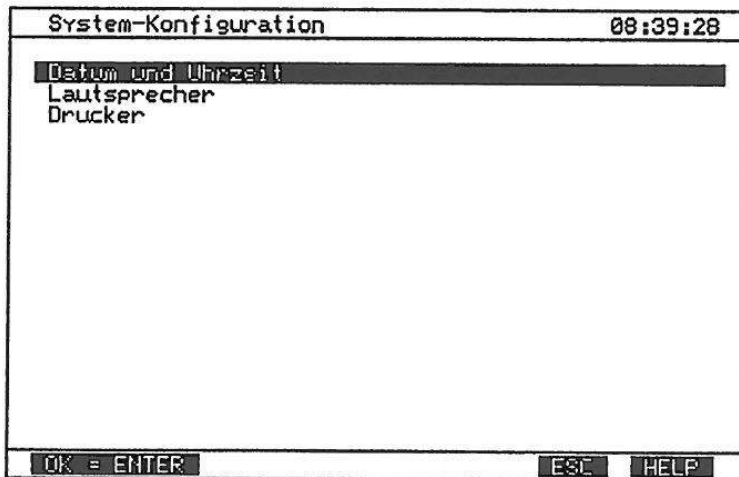 System-Konfiguration 08:39:28
Datum und Uhrzeit
Lautsprecher
Drucker
OK = ENTER ESC HELP